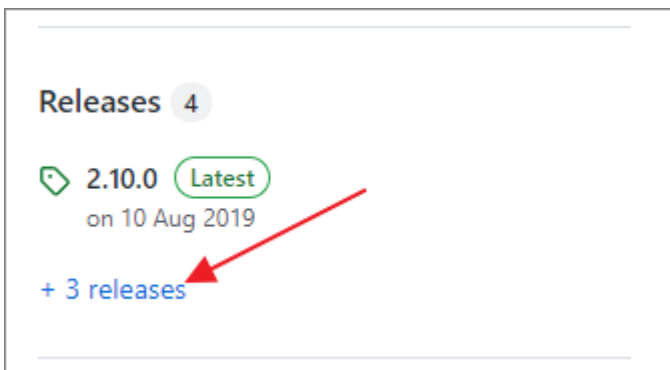 Releases 4
2.10.0 Latest
on 10 Aug 2019
+ 3 releases